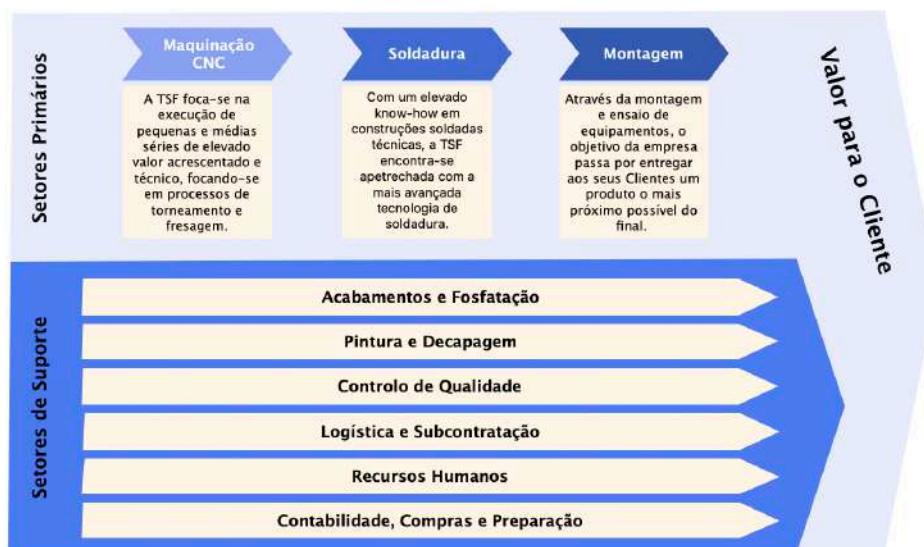 Setores Primários
Maquinação
CNC
A TSF foca-se na
execução de
pequenas e médias
séries de elevado
valor acrescentado e
técnico, focando-se
em processos de
torneamento e
fresagem.
Soldadura
Com um elevado
know-how em
construções soldadas
técnicas, a TSF
encontra-se
apetrechada com a
mais avançada
tecnologia de
soldadura.
Montagem
Através da montagem
e ensaio de
equipamentos, o
objetivo da empresa
passa por entregar
aos seus Clientes um
produto o mais
próximo possível do
final.
Valor para o Cliente
Setores de Suporte
Acabamentos e Fosfatação
Pintura e Decapagem
Controlo de Qualidade
Logística e Subcontratação
Recursos Humanos
Contabilidade, Compras e Preparação